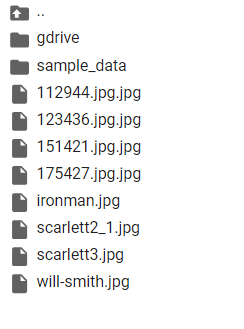 ..
gdrive
sample_data
112944.jpg.jpg
123436.jpg.jpg
151421.jpg.jpg
175427.jpg.jpg
ironman.jpg
scarlett2_1.jpg
scarlett3.jpg
will-smith.jpg